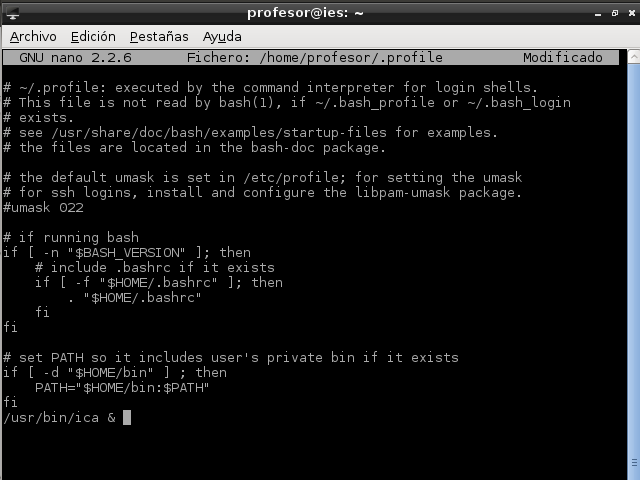 profesor@ies: ~
Archivo Edición Pestañas Ayuda
GNU nano 2.2.6 Fichero: /home/profesor/.profile Modificado
# ~/.profile: executed by the command interpreter for login shells.
# This file is not read by bash(1), if ~/.bash_profile or ~/.bash_login
# exists.
# see /usr/share/doc/bash/examples/startup-files for examples.
# the files are located in the bash-doc package.
# the default umask is set in /etc/profile; for setting the umask
# for ssh logins, install and configure the libpam-umask package.
#umask 022
# if running bash
if [ -n "$BASH_VERSION" ]; then
    # include .bashrc if it exists
    if [ -f "$HOME/.bashrc" ]; then
        . "$HOME/.bashrc"
    fi
fi
# set PATH so it includes user's private bin if it exists
if [ -d "$HOME/bin" ] ; then
    PATH="$HOME/bin:$PATH"
fi
/usr/bin/ica &